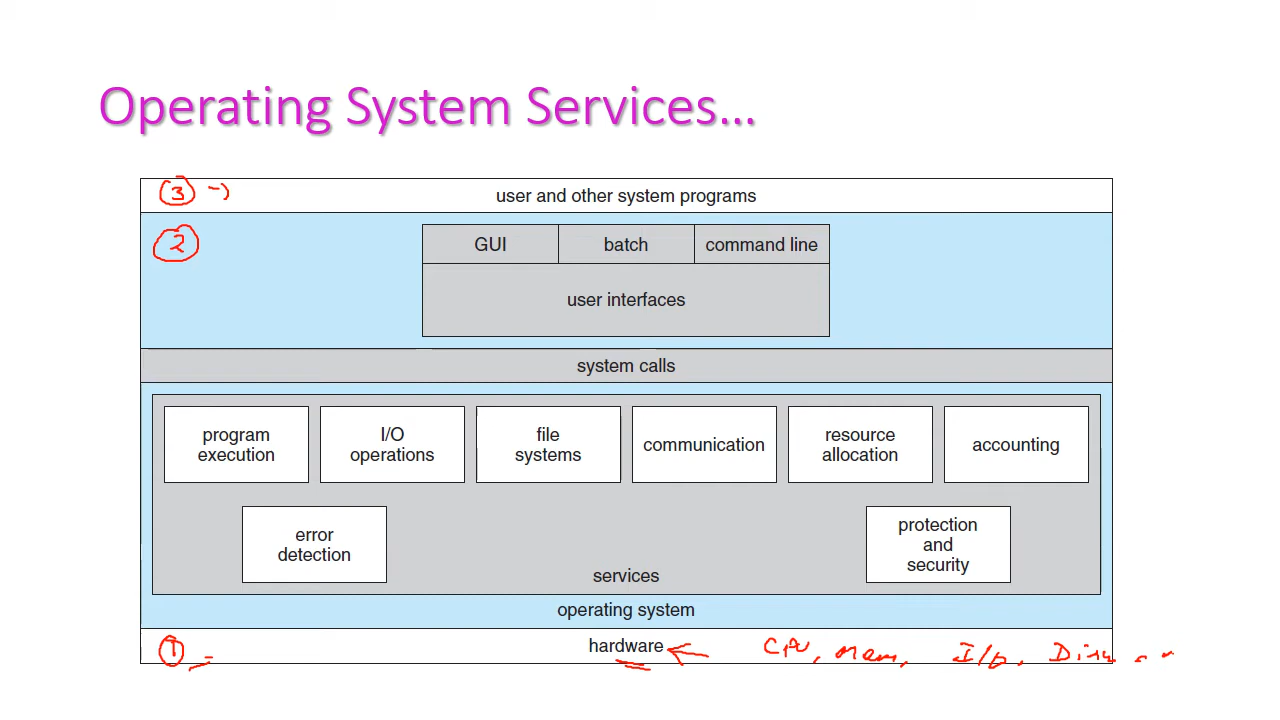 Operating System Services...
3 → user and other system programs
2
GUI batch command line
user interfaces
system calls
program execution
I/O operations
file systems
communication
resource allocation
accounting
error detection
protection and security
services
operating system
1 hardware ← CPU, Mem, I/O,